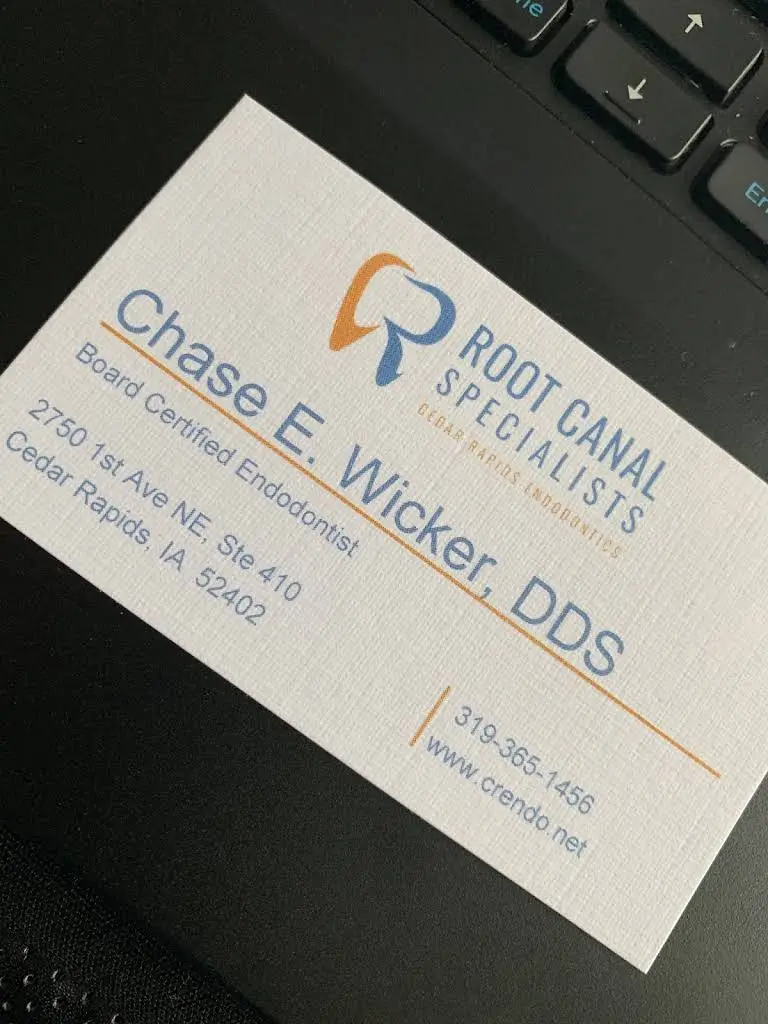 ROOT CANAL
SPECIALISTS
CEDAR RAPIDS ENDODONTICS
Chase E. Wicker, DDS
Board Certified Endodontist
2750 1st Ave NE, Ste 410
Cedar Rapids, IA 52402
319-365-1456
www.crendo.net